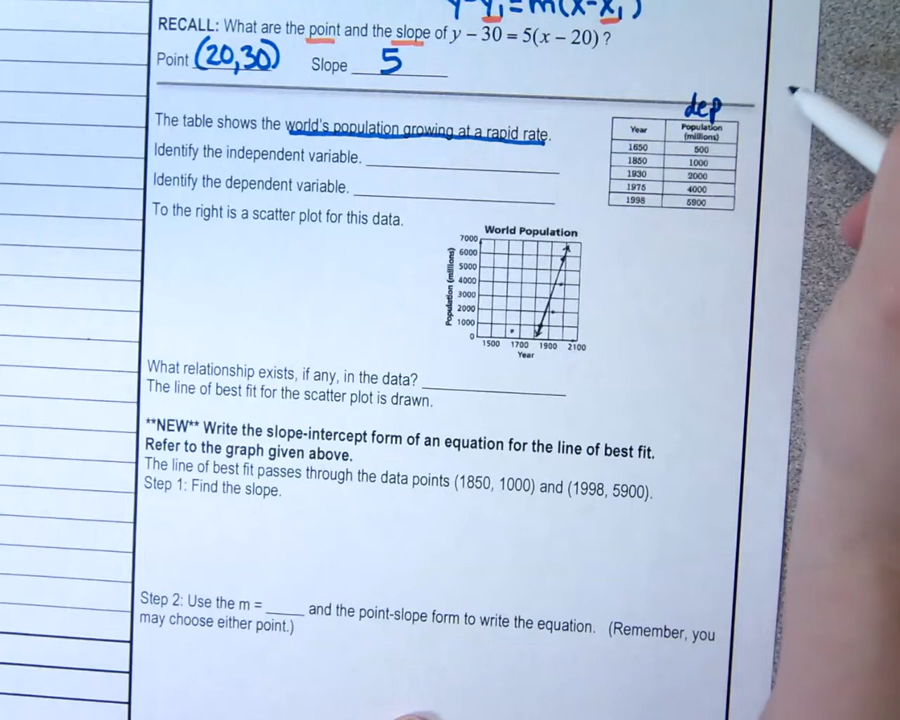 y-y₁=m(x-x₁)
RECALL: What are the point and the slope of y – 30 = 5(x – 20) ?
Point (20,30) Slope 5
dep
The table shows the world's population growing at a rapid rate.
Identify the independent variable.
Identify the dependent variable.
To the right is a scatter plot for this data.
Year Population (millions)
1650 500
1850 1000
1930 2000
1975 4000
1998 5900
World Population
Population (millions)
7000
6000
5000
4000
3000
2000
1000
0
1500 1700 1900 2100
Year
What relationship exists, if any, in the data?
The line of best fit for the scatter plot is drawn.
**NEW** Write the slope-intercept form of an equation for the line of best fit.
Refer to the graph given above.
The line of best fit passes through the data points (1850, 1000) and (1998, 5900).
Step 1: Find the slope.
Step 2: Use the m = _____ and the point-slope form to write the equation. (Remember, you
may choose either point.)